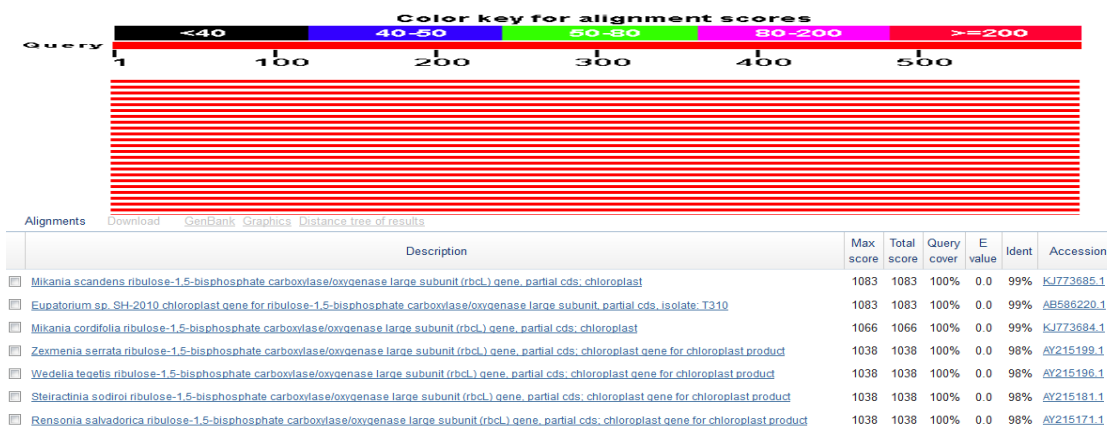 Color key for alignment scores
<40 40-50 50-80 80-200 >=200
Query
1 100 200 300 400 500
Alignments Download GenBank Graphics Distance tree of results
Description Max score Total score Query cover E value Ident Accession
Mikania scandens ribulose-1,5-bisphosphate carboxylase/oxygenase large subunit (rbcL) gene, partial cds; chloroplast 1083 1083 100% 0.0 99% KJ773685.1
Eupatorium sp. SH-2010 chloroplast gene for ribulose-1,5-bisphosphate carboxylase/oxygenase large subunit, partial cds, isolate: T310 1083 1083 100% 0.0 99% AB586220.1
Mikania cordifolia ribulose-1,5-bisphosphate carboxylase/oxygenase large subunit (rbcL) gene, partial cds; chloroplast 1066 1066 100% 0.0 99% KJ773684.1
Zexmenia serrata ribulose-1,5-bisphosphate carboxylase/oxygenase large subunit (rbcL) gene, partial cds; chloroplast gene for chloroplast product 1038 1038 100% 0.0 98% AY215199.1
Wedelia tegetis ribulose-1,5-bisphosphate carboxylase/oxygenase large subunit (rbcL) gene, partial cds; chloroplast gene for chloroplast product 1038 1038 100% 0.0 98% AY215196.1
Steiractinia sodiroi ribulose-1,5-bisphosphate carboxylase/oxygenase large subunit (rbcL) gene, partial cds; chloroplast gene for chloroplast product 1038 1038 100% 0.0 98% AY215181.1
Rensonia salvadorica ribulose-1,5-bisphosphate carboxylase/oxygenase large subunit (rbcL) gene, partial cds; chloroplast gene for chloroplast product 1038 1038 100% 0.0 98% AY215171.1